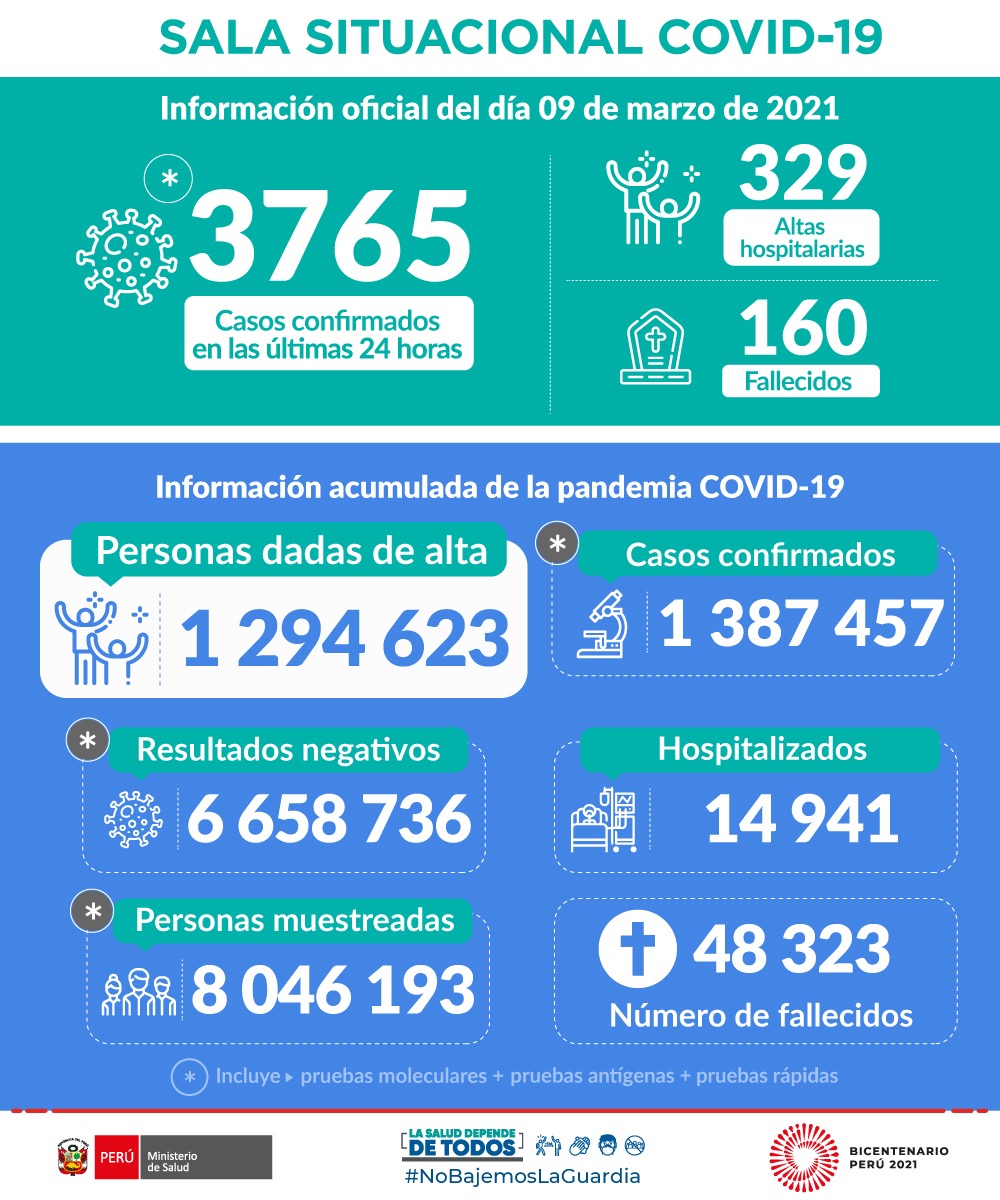 SALA SITUACIONAL COVID-19
Información oficial del día 09 de marzo de 2021
*
3765
Casos confirmados
en las últimas 24 horas
329
Altas
hospitalarias
160
Fallecidos
Información acumulada de la pandemia COVID-19
Personas dadas de alta
1 294 623
*
Casos confirmados
1 387 457
*
Resultados negativos
6 658 736
Hospitalizados
14 941
*
Personas muestreadas
8 046 193
48 323
Número de fallecidos
* Incluye ▸ pruebas moleculares + pruebas antígenas + pruebas rápidas
PERÚ
Ministerio
de Salud
LA SALUD DEPENDE
DE TODOS
#NoBajemosLaGuardia
BICENTENARIO
PERÚ 2021